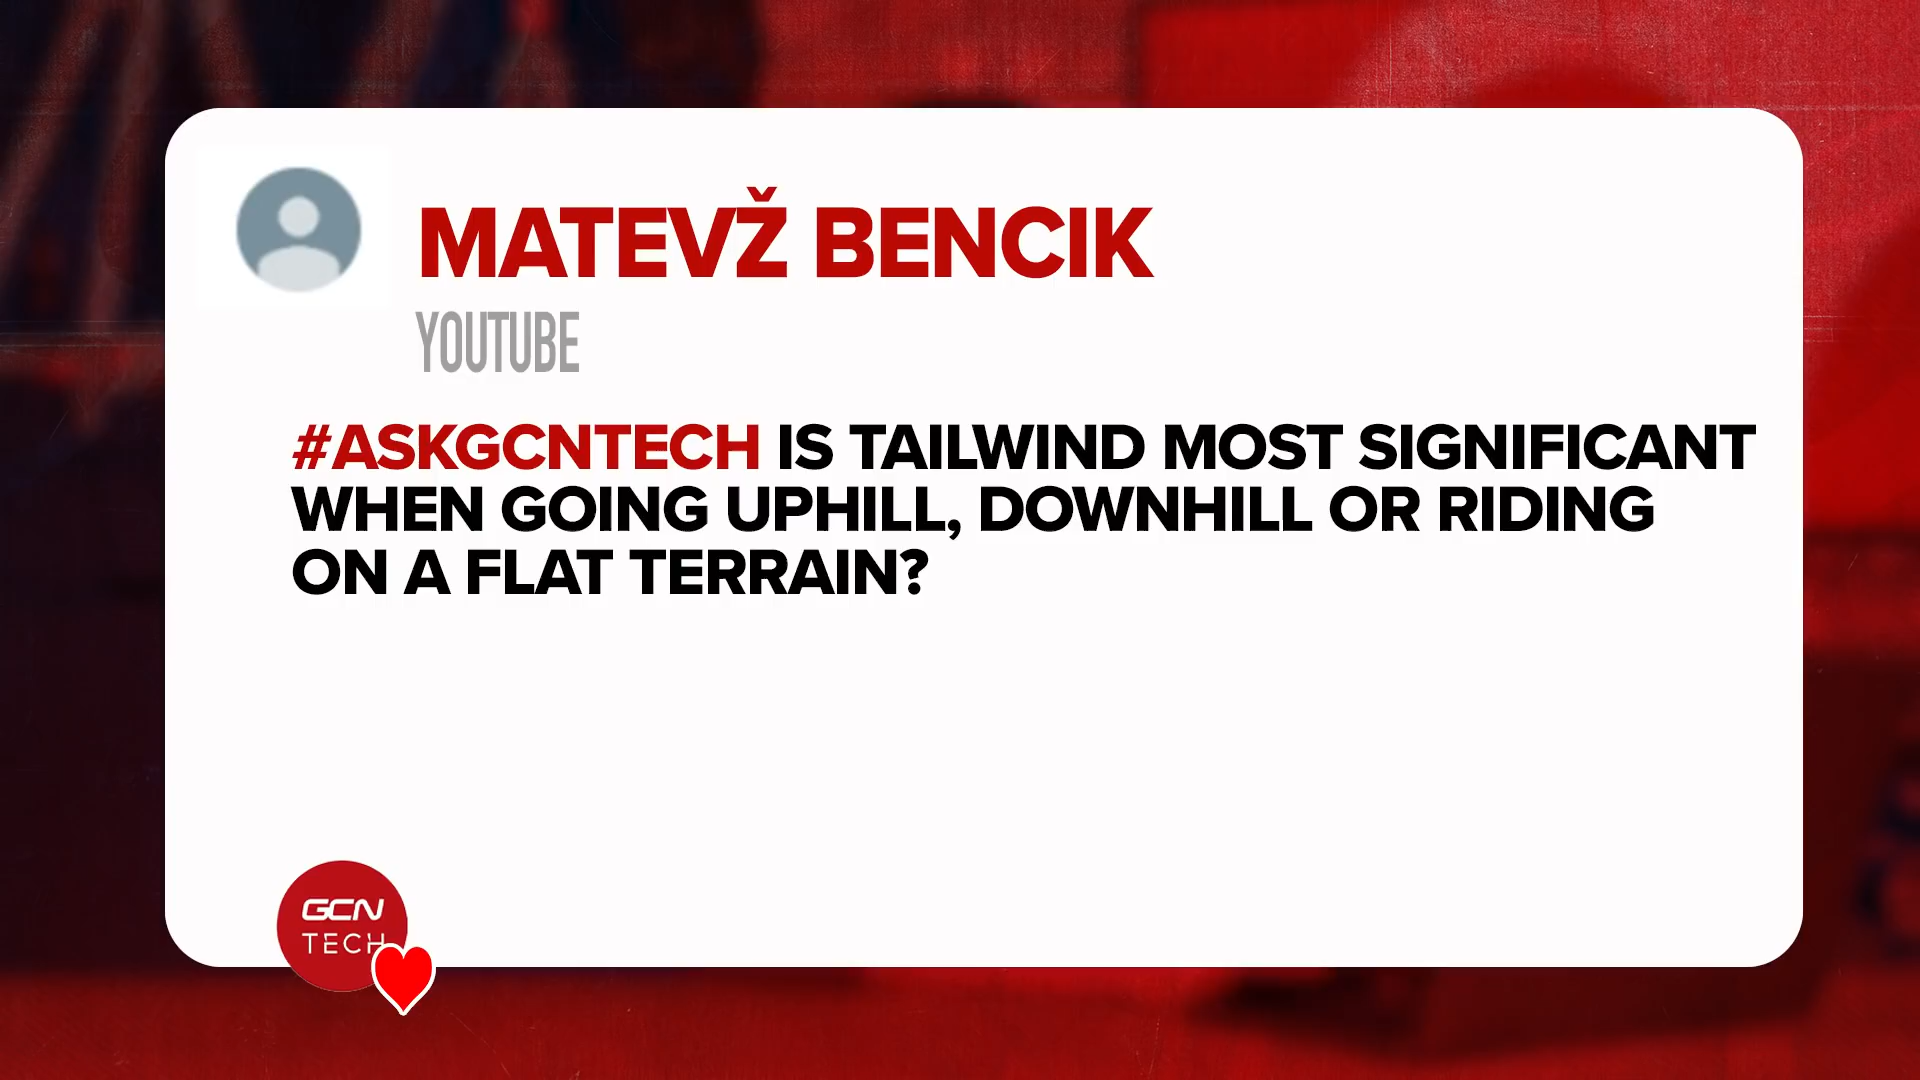 MATEVŽ BENCIK
YOUTUBE
#ASKGCNTECH IS TAILWIND MOST SIGNIFICANT
WHEN GOING UPHILL, DOWNHILL OR RIDING
ON A FLAT TERRAIN?
GCN
TECH